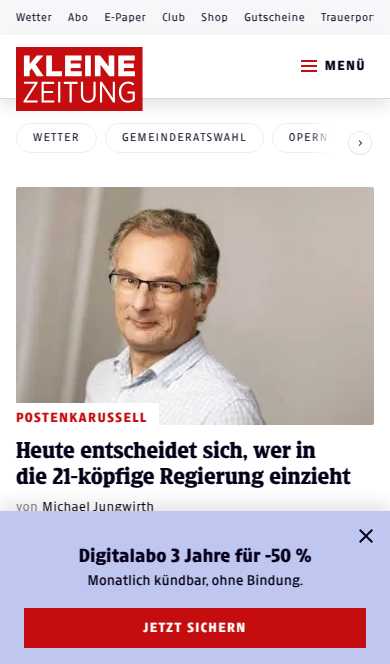 Wetter Abo E-Paper Club Shop Gutscheine Trauerpor
KLEINE
ZEITUNG
MENÜ
WETTER GEMEINDERATSWAHL OPERN
POSTENKARUSSELL
Heute entscheidet sich, wer in
die 21-köpfige Regierung einzieht
von Michael Jungwirth
Digitalabo 3 Jahre für -50 %
Monatlich kündbar, ohne Bindung.
JETZT SICHERN